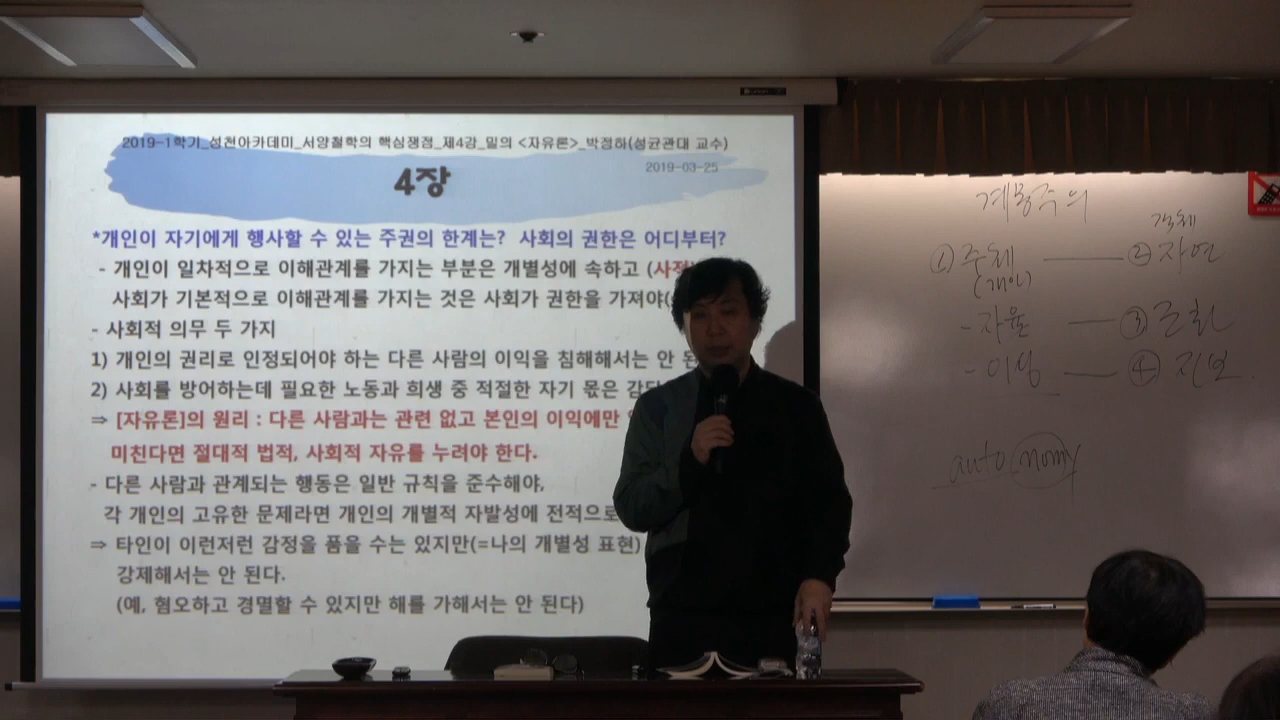 2019-1학기_성천아카데미_서양철학의 핵심쟁점_제4강_밀의 <자유론>_박정하(성균관대 교수)
2019-03-25
4장
*개인이 자기에게 행사할 수 있는 주권의 한계는? 사회의 권한은 어디부터?
- 개인이 일차적으로 이해관계를 가지는 부분은 개별성에 속하고 (사적)
사회가 기본적으로 이해관계를 가지는 것은 사회가 권한을 가져야(
- 사회적 의무 두 가지
1) 개인의 권리로 인정되어야 하는 다른 사람의 이익을 침해해서는 안
2) 사회를 방어하는데 필요한 노동과 희생 중 적절한 자기 몫은
⇒ [자유론]의 원리 : 다른 사람과는 관련 없고 본인의 이익에만
미친다면 절대적 법적, 사회적 자유를 누려야 한다.
- 다른 사람과 관계되는 행동은 일반 규칙을 준수해야,
각 개인의 고유한 문제라면 개인의 개별적 자발성에 전적으로
⇒ 타인이 이런저런 감정을 품을 수는 있지만(=나의 개별성 표현)
강제해서는 안 된다.
(예, 혐오하고 경멸할 수 있지만 해를 가해서는 안 된다)
계몽주의
객체
① 주체 — ② 자연
(개인)
- 자율 — ③ 진화
- 이성 — ④ 진보
autonomy